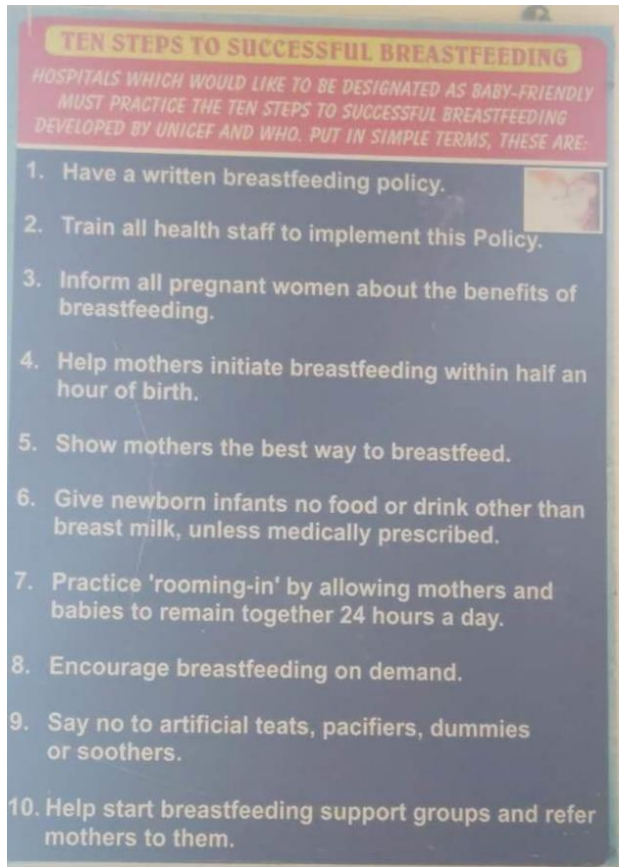 TEN STEPS TO SUCCESSFUL BREASTFEEDING
HOSPITALS WHICH WOULD LIKE TO BE DESIGNATED AS BABY-FRIENDLY
MUST PRACTICE THE TEN STEPS TO SUCCESSFUL BREASTFEEDING
DEVELOPED BY UNICEF AND WHO. PUT IN SIMPLE TERMS, THESE ARE:
1. Have a written breastfeeding policy.
2. Train all health staff to implement this Policy.
3. Inform all pregnant women about the benefits of
breastfeeding.
4. Help mothers initiate breastfeeding within half an
hour of birth.
5. Show mothers the best way to breastfeed.
6. Give newborn infants no food or drink other than
breast milk, unless medically prescribed.
7. Practice 'rooming-in' by allowing mothers and
babies to remain together 24 hours a day.
8. Encourage breastfeeding on demand.
9. Say no to artificial teats, pacifiers, dummies
or soothers.
10. Help start breastfeeding support groups and refer
mothers to them.